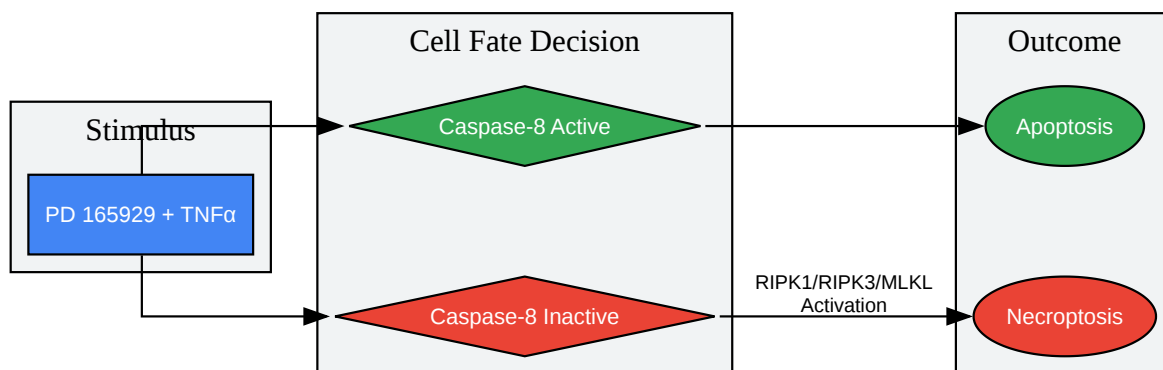 Cell Fate Decision
Outcome
Stimulus
Caspase-8 Active
Apoptosis
PD 165929 + TNFα
RIPK1/RIPK3/MLKL
Activation
Caspase-8 Inactive
Necroptosis